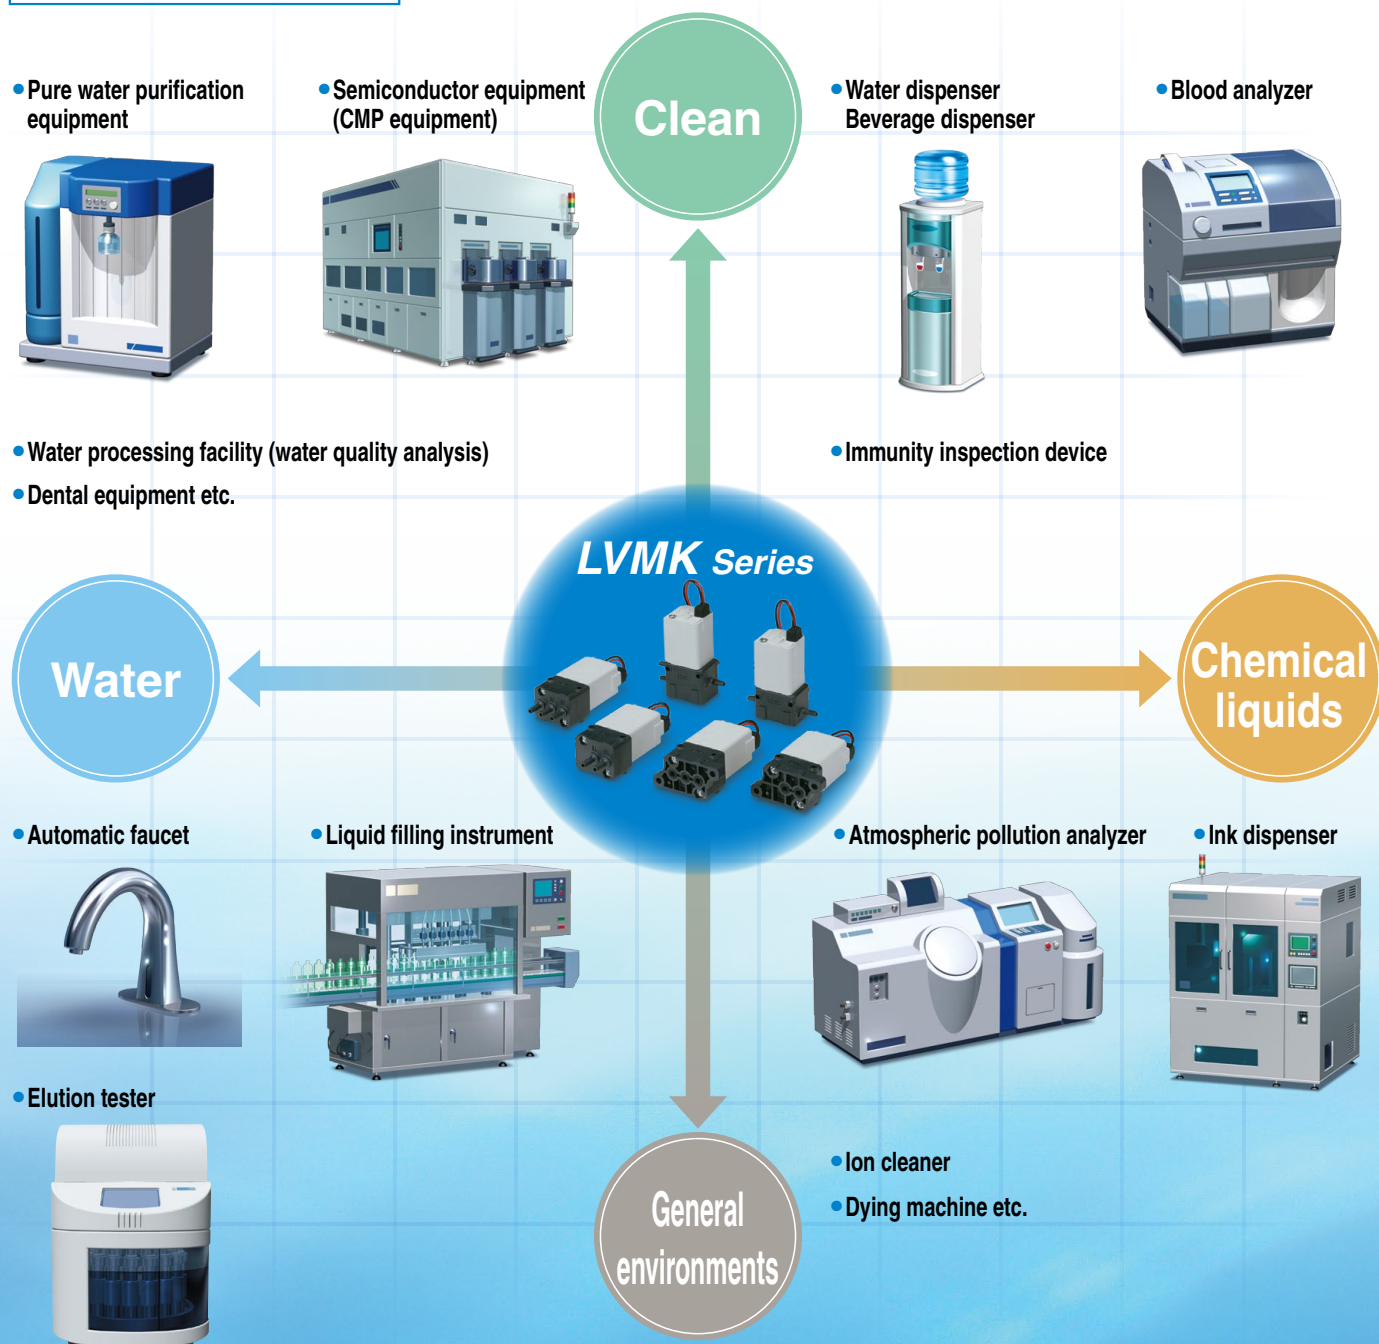 • Pure water purification
equipment
• Semiconductor equipment
(CMP equipment)
Clean
• Water dispenser
Beverage dispenser
• Blood analyzer
• Water processing facility (water quality analysis)
• Dental equipment etc.
• Immunity inspection device
LVMK Series
Water
Chemical
liquids
• Automatic faucet
• Liquid filling instrument
• Atmospheric pollution analyzer
• Ink dispenser
• Elution tester
• Ion cleaner
• Dying machine etc.
General
environments